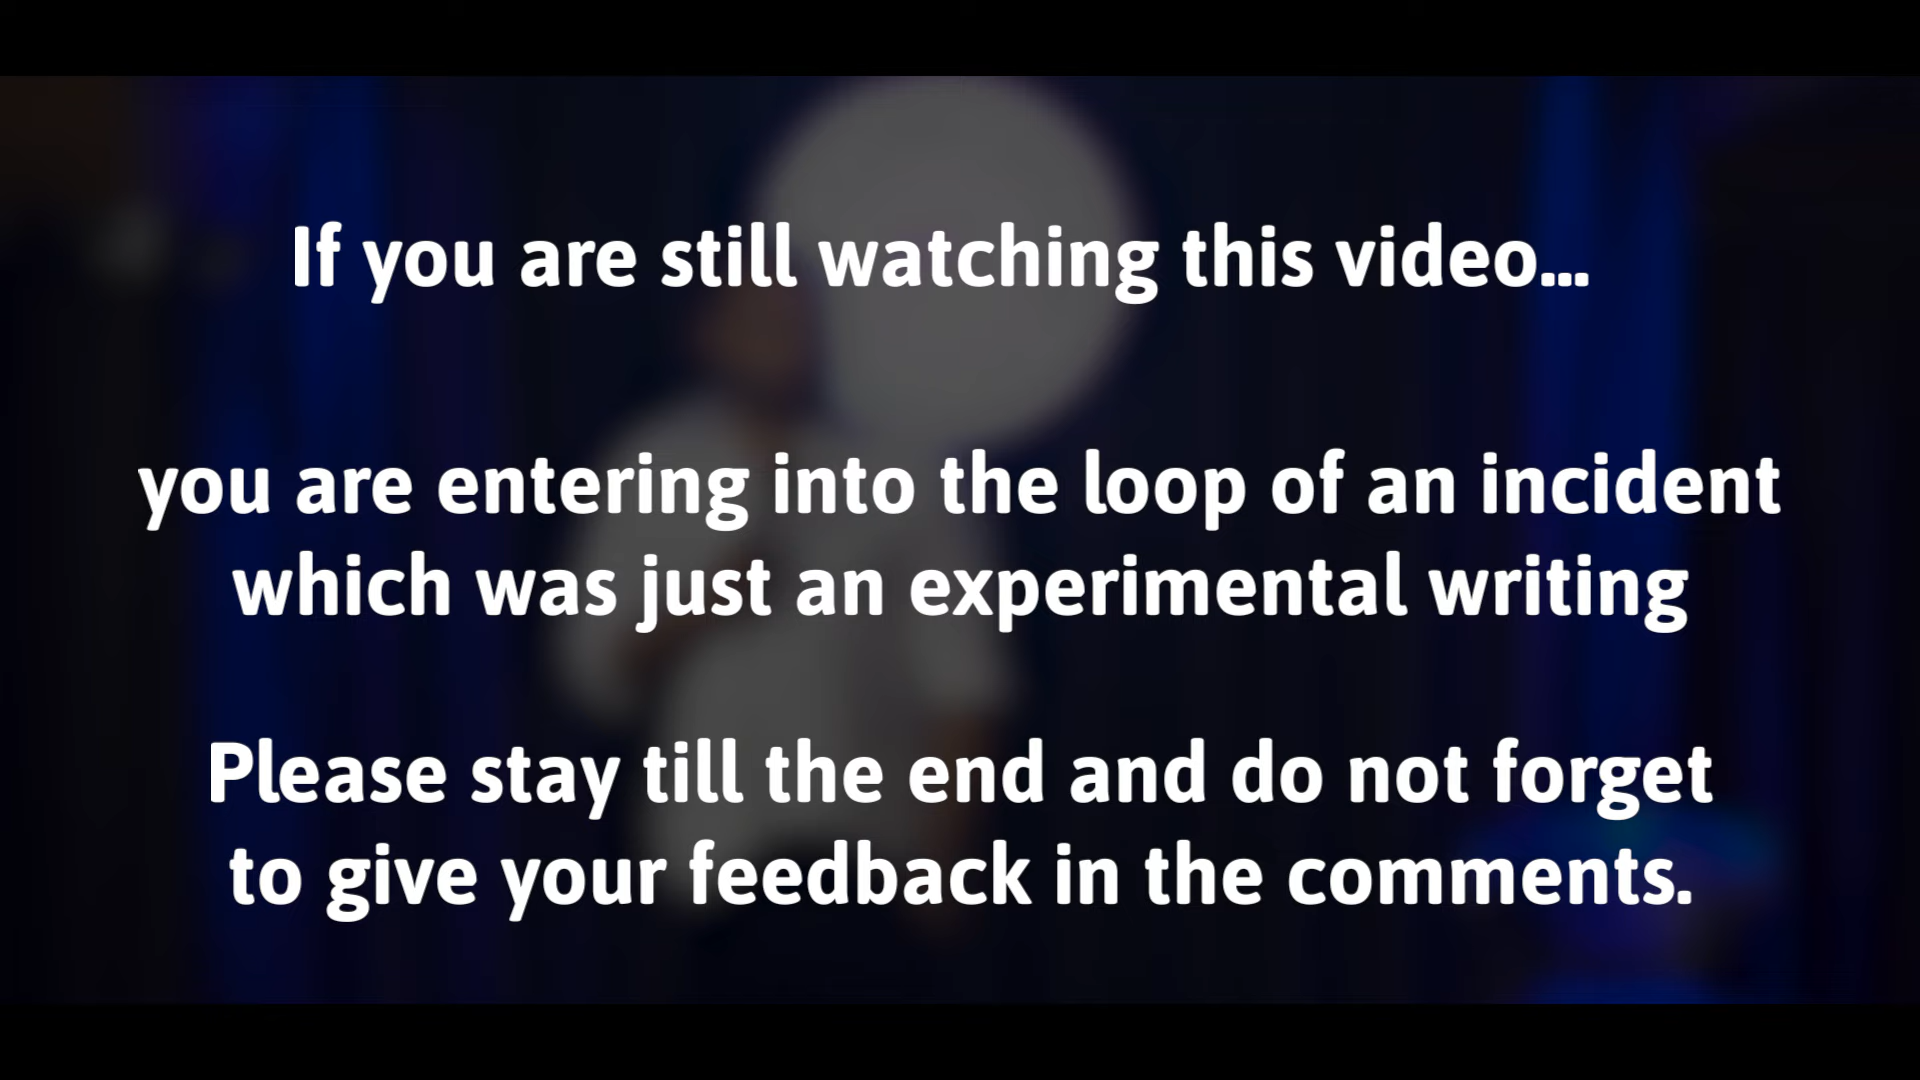 If you are still watching this video...
you are entering into the loop of an incident
which was just an experimental writing
Please stay till the end and do not forget
to give your feedback in the comments.